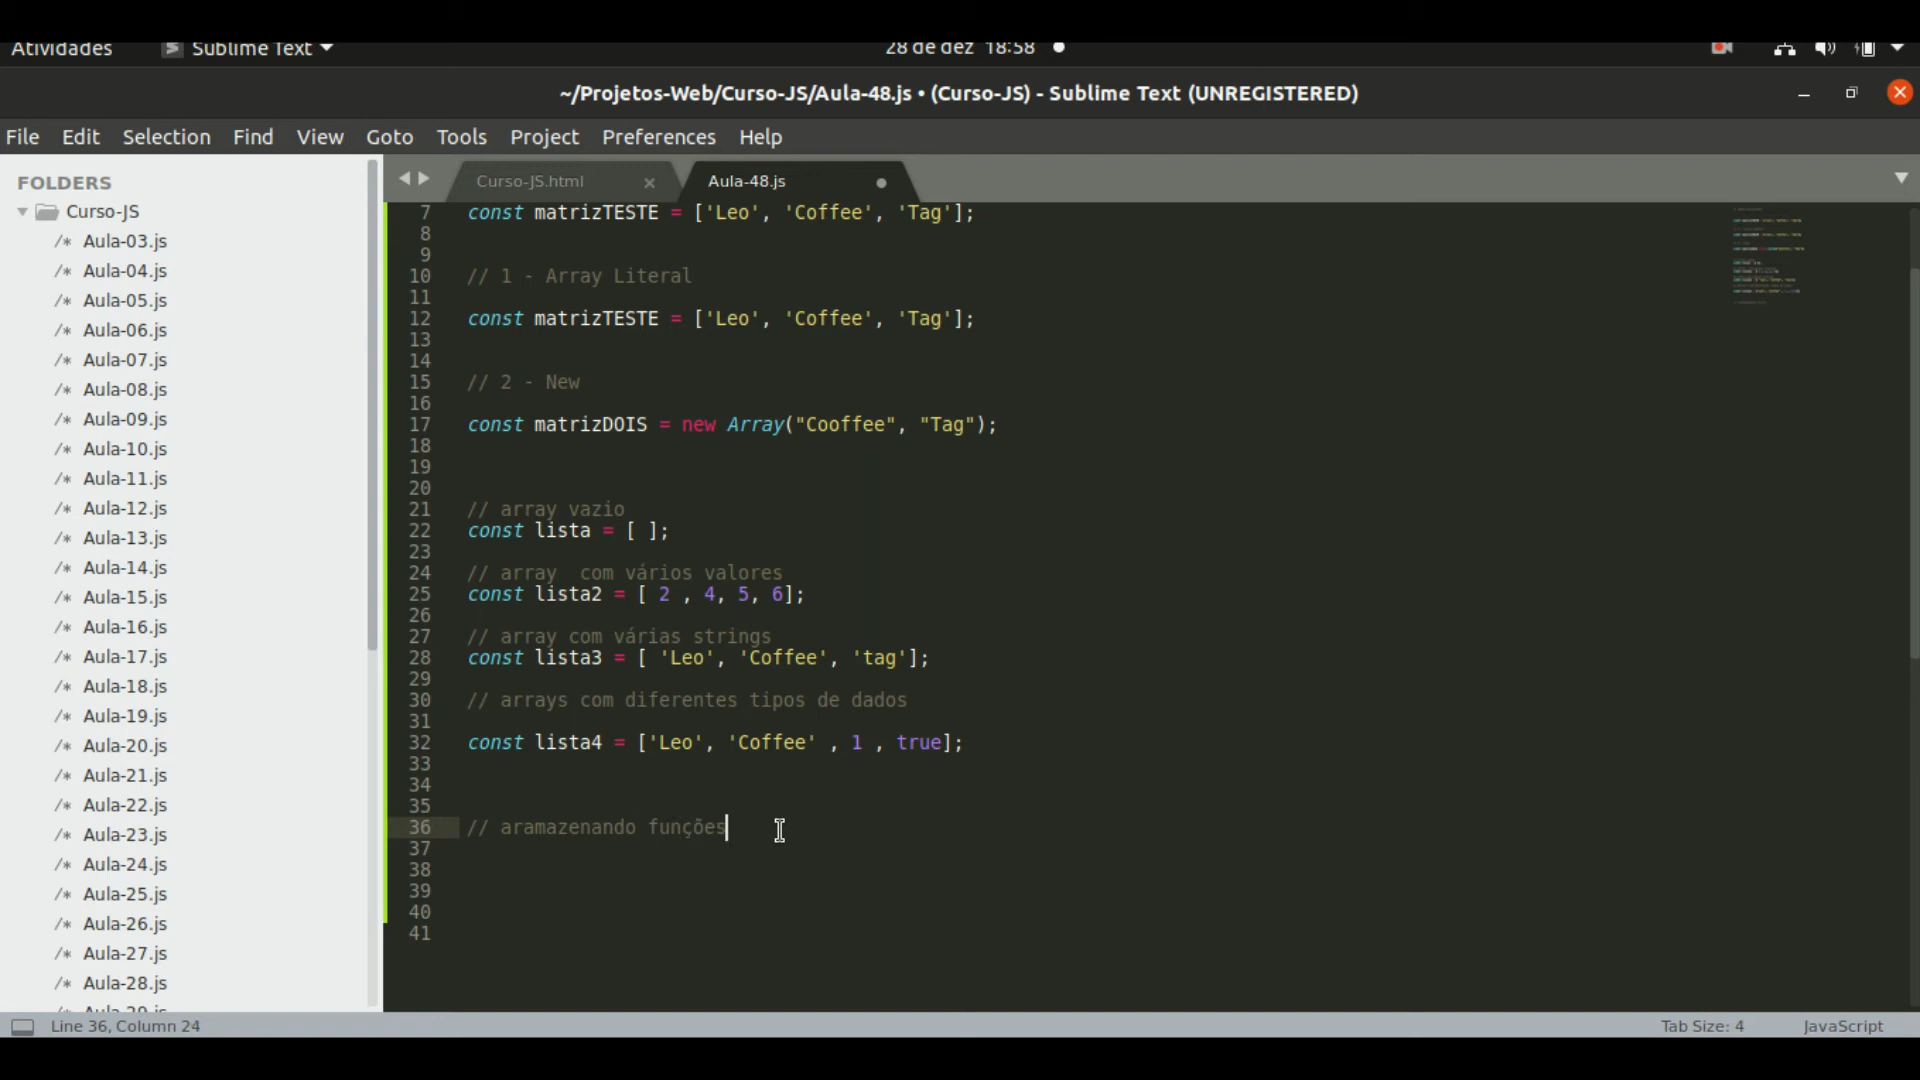 Atividades Sublime Text 28 de dez 18:58
~/Projetos-Web/Curso-JS/Aula-48.js • (Curso-JS) - Sublime Text (UNREGISTERED)
File Edit Selection Find View Goto Tools Project Preferences Help
FOLDERS
Curso-JS
/* Aula-03.js
/* Aula-04.js
/* Aula-05.js
/* Aula-06.js
/* Aula-07.js
/* Aula-08.js
/* Aula-09.js
/* Aula-10.js
/* Aula-11.js
/* Aula-12.js
/* Aula-13.js
/* Aula-14.js
/* Aula-15.js
/* Aula-16.js
/* Aula-17.js
/* Aula-18.js
/* Aula-19.js
/* Aula-20.js
/* Aula-21.js
/* Aula-22.js
/* Aula-23.js
/* Aula-24.js
/* Aula-25.js
/* Aula-26.js
/* Aula-27.js
/* Aula-28.js
Curso-JS.html Aula-48.js
7 const matrizTESTE = ['Leo', 'Coffee', 'Tag'];
8
9
10 // 1 - Array Literal
11
12 const matrizTESTE = ['Leo', 'Coffee', 'Tag'];
13
14
15 // 2 - New
16
17 const matrizDOIS = new Array("Cooffee", "Tag");
18
19
20
21 // array vazio
22 const lista = [ ];
23
24 // array  com vários valores
25 const lista2 = [ 2 , 4, 5, 6];
26
27 // array com várias strings
28 const lista3 = [ 'Leo', 'Coffee', 'tag'];
29
30 // arrays com diferentes tipos de dados
31
32 const lista4 = ['Leo', 'Coffee' , 1 , true];
33
34
35
36 // aramazenando funções
37
38
39
40
41
Line 36, Column 24 Tab Size: 4 JavaScript